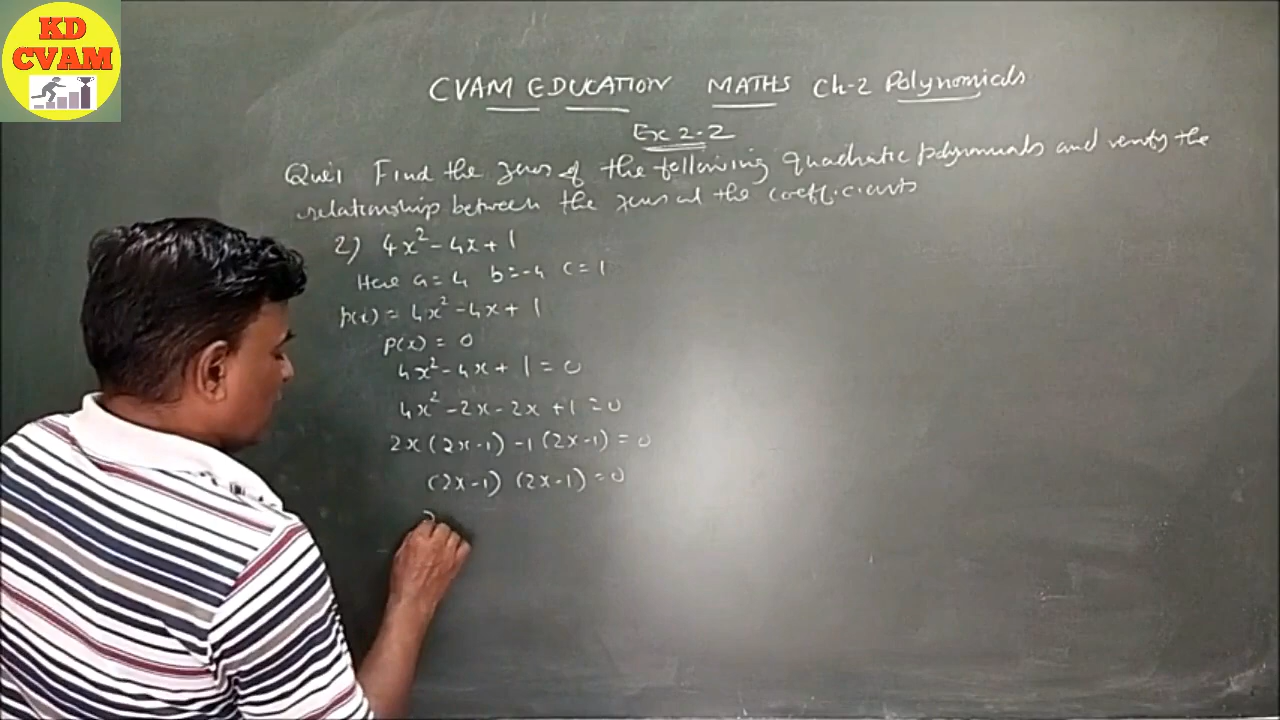 KD
CVAM
CVAM EDUCATION MATHS Ch-2 Polynomials
Ex 2.2
Que1 Find the zeros of the following quadratic polynomials and verify the
relationship between the zeros and the coefficients
2) 4x² - 4x + 1
Here a = 4 b = -4 c = 1
p(x) = 4x² - 4x + 1
p(x) = 0
4x² - 4x + 1 = 0
4x² - 2x - 2x + 1 = 0
2x (2x - 1) - 1 (2x - 1) = 0
(2x - 1) (2x - 1) = 0